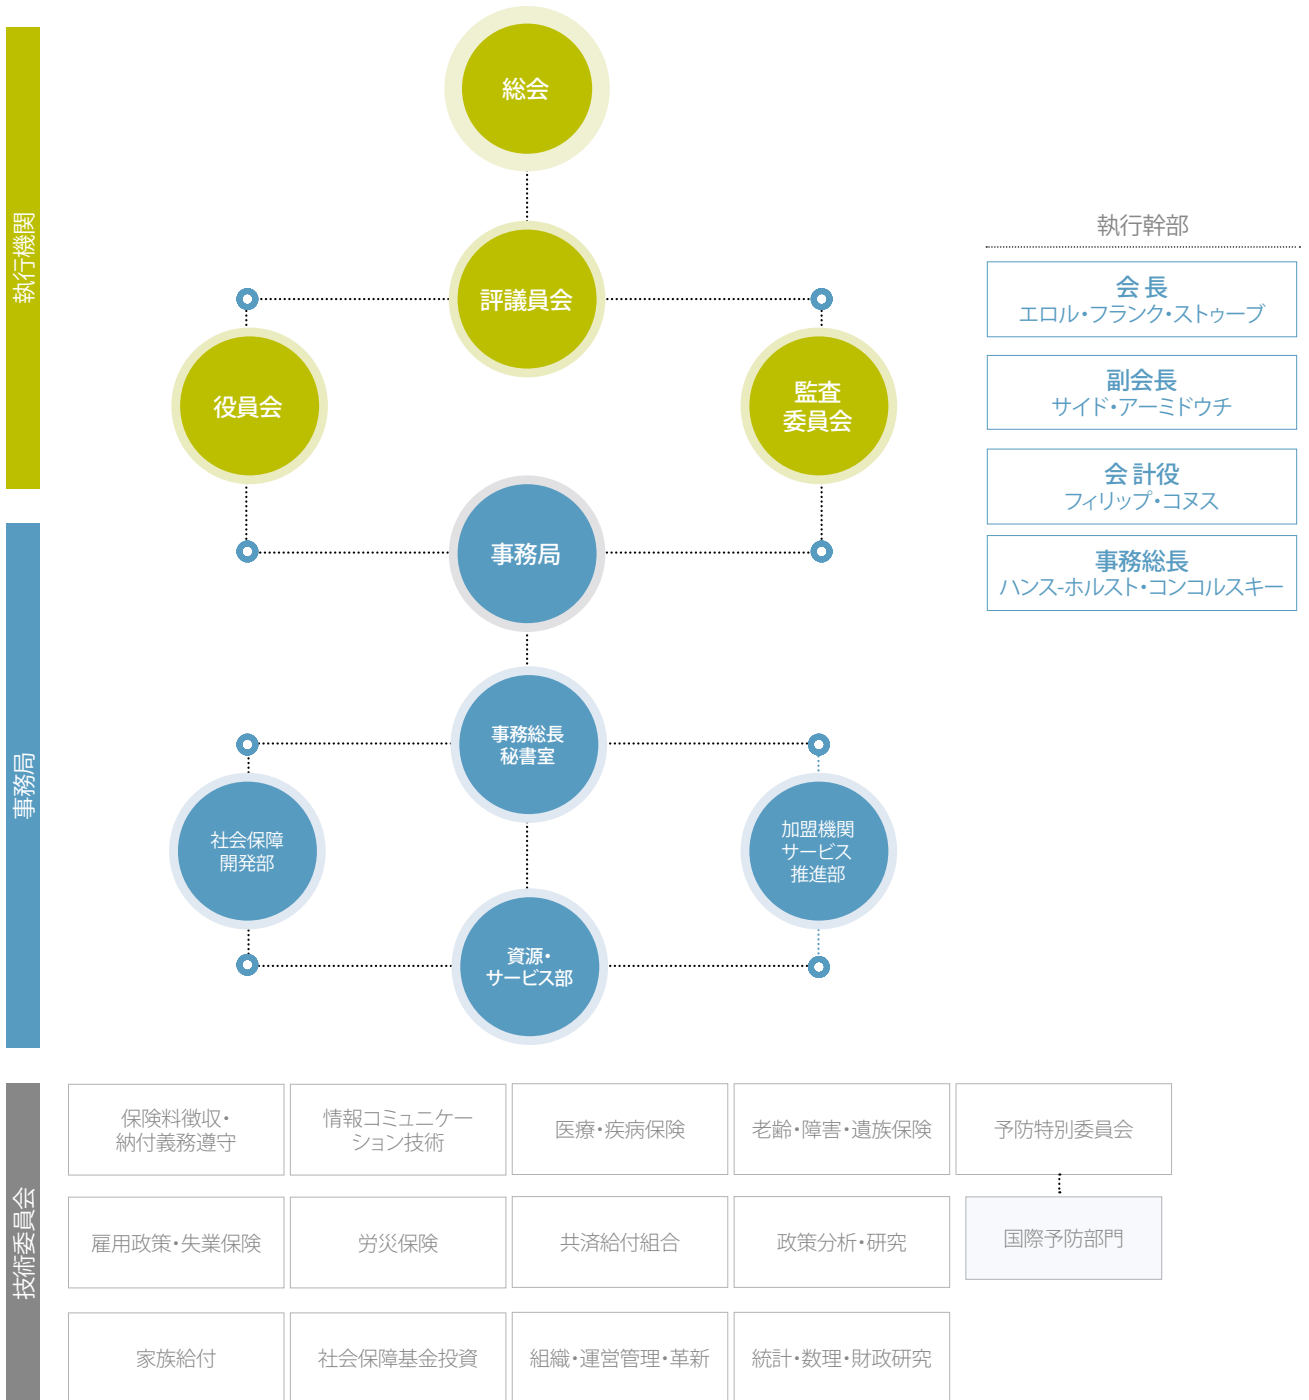 執行機関
総会
評議員会
役員会
監査
委員会
執行幹部
会 長
エロル・フランク・ストゥーブ
副会長
サイド・アーミドウチ
会 計役
フィリップ・コヌス
事務総長
ハンス-ホルスト・コンコルスキー
事務局
事務局
事務総長
秘書室
社会保障
開発部
加盟機関
サービス
推進部
資源・
サービス部
技術委員会
保険料徴収・
納付義務遵守
情報コミュニケー
ション技術
医療・疾病保険
老齢・障害・遺族保険
予防特別委員会
雇用政策・失業保険
労災保険
共済給付組合
政策分析・研究
国際予防部門
家族給付
社会保障基金投資
組織・運営管理・革新
統計・数理・財政研究